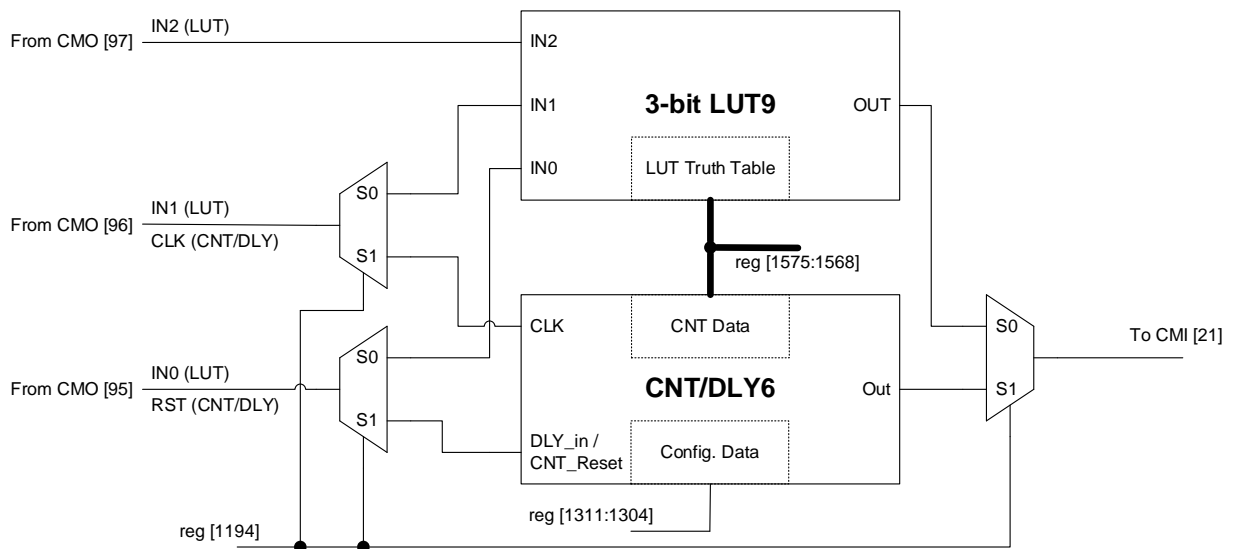 From CMO [97]
IN2 (LUT)
IN2
IN1
3-bit LUT9
OUT
IN0
LUT Truth Table
S0
From CMO [96]
IN1 (LUT)
CLK (CNT/DLY)
S1
reg [1575:1568]
CLK
CNT Data
S0
To CMI [21]
From CMO [95]
IN0 (LUT)
RST (CNT/DLY)
S0
S1
CNT/DLY6
Out
S1
DLY_in /
CNT_Reset
Config. Data
reg [1311:1304]
reg [1194]